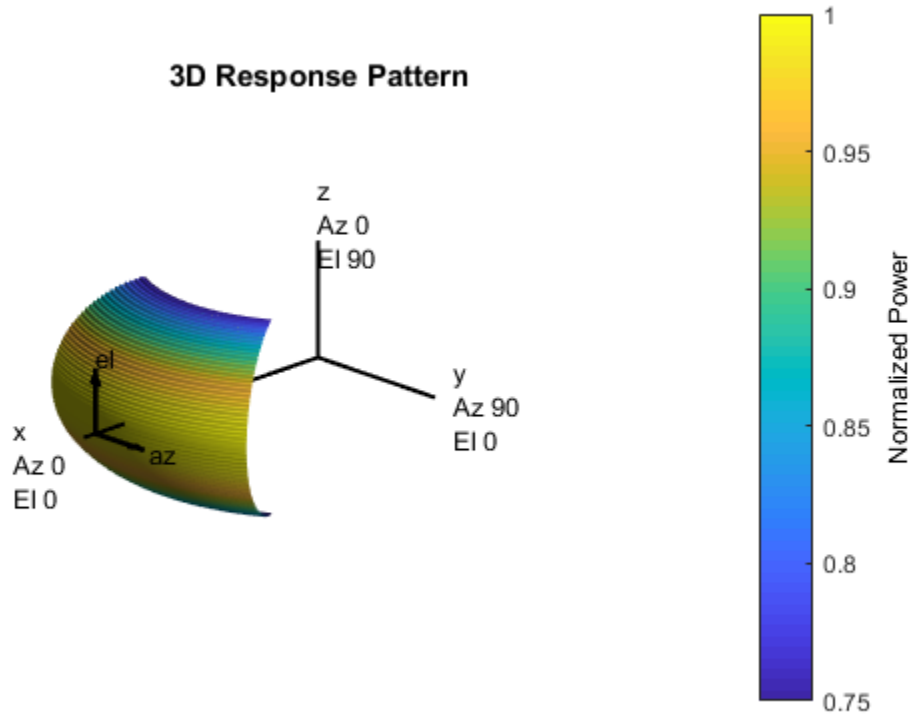 3D Response Pattern
z
Az 0
El 90
el
y
Az 90
El 0
x
Az 0
El 0
az
1
0.95
0.9
0.85
0.8
0.75
Normalized Power